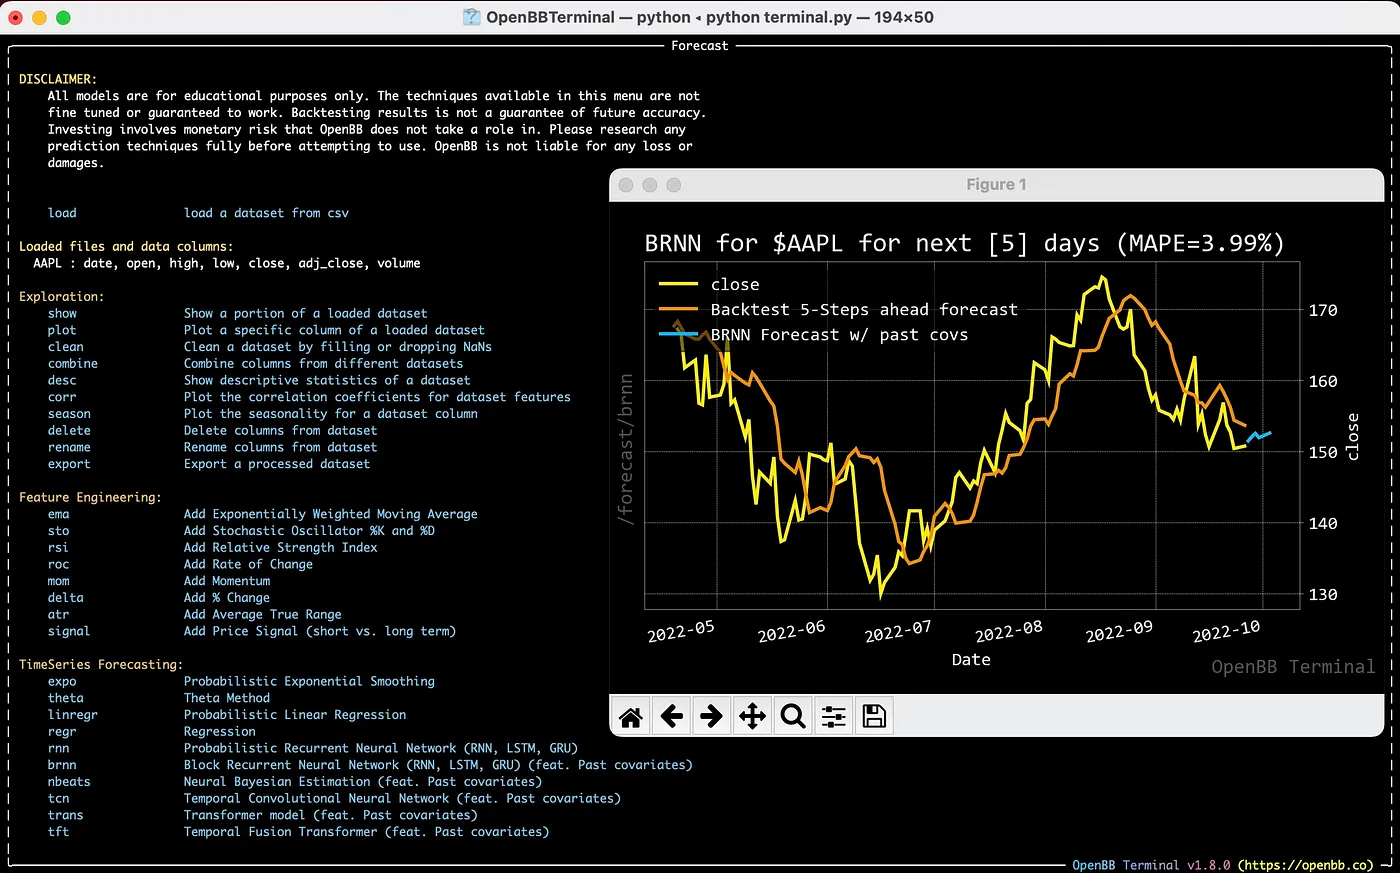 OpenBBTerminal — python ◂ python terminal.py — 194×50
Forecast
DISCLAIMER:
All models are for educational purposes only. The techniques available in this menu are not
fine tuned or guaranteed to work. Backtesting results is not a guarantee of future accuracy.
Investing involves monetary risk that OpenBB does not take a role in. Please research any
prediction techniques fully before attempting to use. OpenBB is not liable for any loss or
damages.
load load a dataset from csv
Loaded files and data columns:
AAPL : date, open, high, low, close, adj_close, volume
Exploration:
show Show a portion of a loaded dataset
plot Plot a specific column of a loaded dataset
clean Clean a dataset by filling or dropping NaNs
combine Combine columns from different datasets
desc Show descriptive statistics of a dataset
corr Plot the correlation coefficients for dataset features
season Plot the seasonality for a dataset column
delete Delete columns from dataset
rename Rename columns from dataset
export Export a processed dataset
Feature Engineering:
ema Add Exponentially Weighted Moving Average
sto Add Stochastic Oscillator %K and %D
rsi Add Relative Strength Index
roc Add Rate of Change
mom Add Momentum
delta Add % Change
atr Add Average True Range
signal Add Price Signal (short vs. long term)
TimeSeries Forecasting:
expo Probabilistic Exponential Smoothing
theta Theta Method
linregr Probabilistic Linear Regression
regr Regression
rnn Probabilistic Recurrent Neural Network (RNN, LSTM, GRU)
brnn Block Recurrent Neural Network (RNN, LSTM, GRU) (feat. Past covariates)
nbeats Neural Bayesian Estimation (feat. Past covariates)
tcn Temporal Convolutional Neural Network (feat. Past covariates)
trans Transformer model (feat. Past covariates)
tft Temporal Fusion Transformer (feat. Past covariates)
Figure 1
BRNN for $AAPL for next [5] days (MAPE=3.99%)
close
Backtest 5-Steps ahead forecast
BRNN Forecast w/ past covs
/forecast/brnn
170
160
150
140
130
close
2022-05 2022-06 2022-07 2022-08 2022-09 2022-10
Date
OpenBB Terminal
OpenBB Terminal v1.8.0 (https://openbb.co)